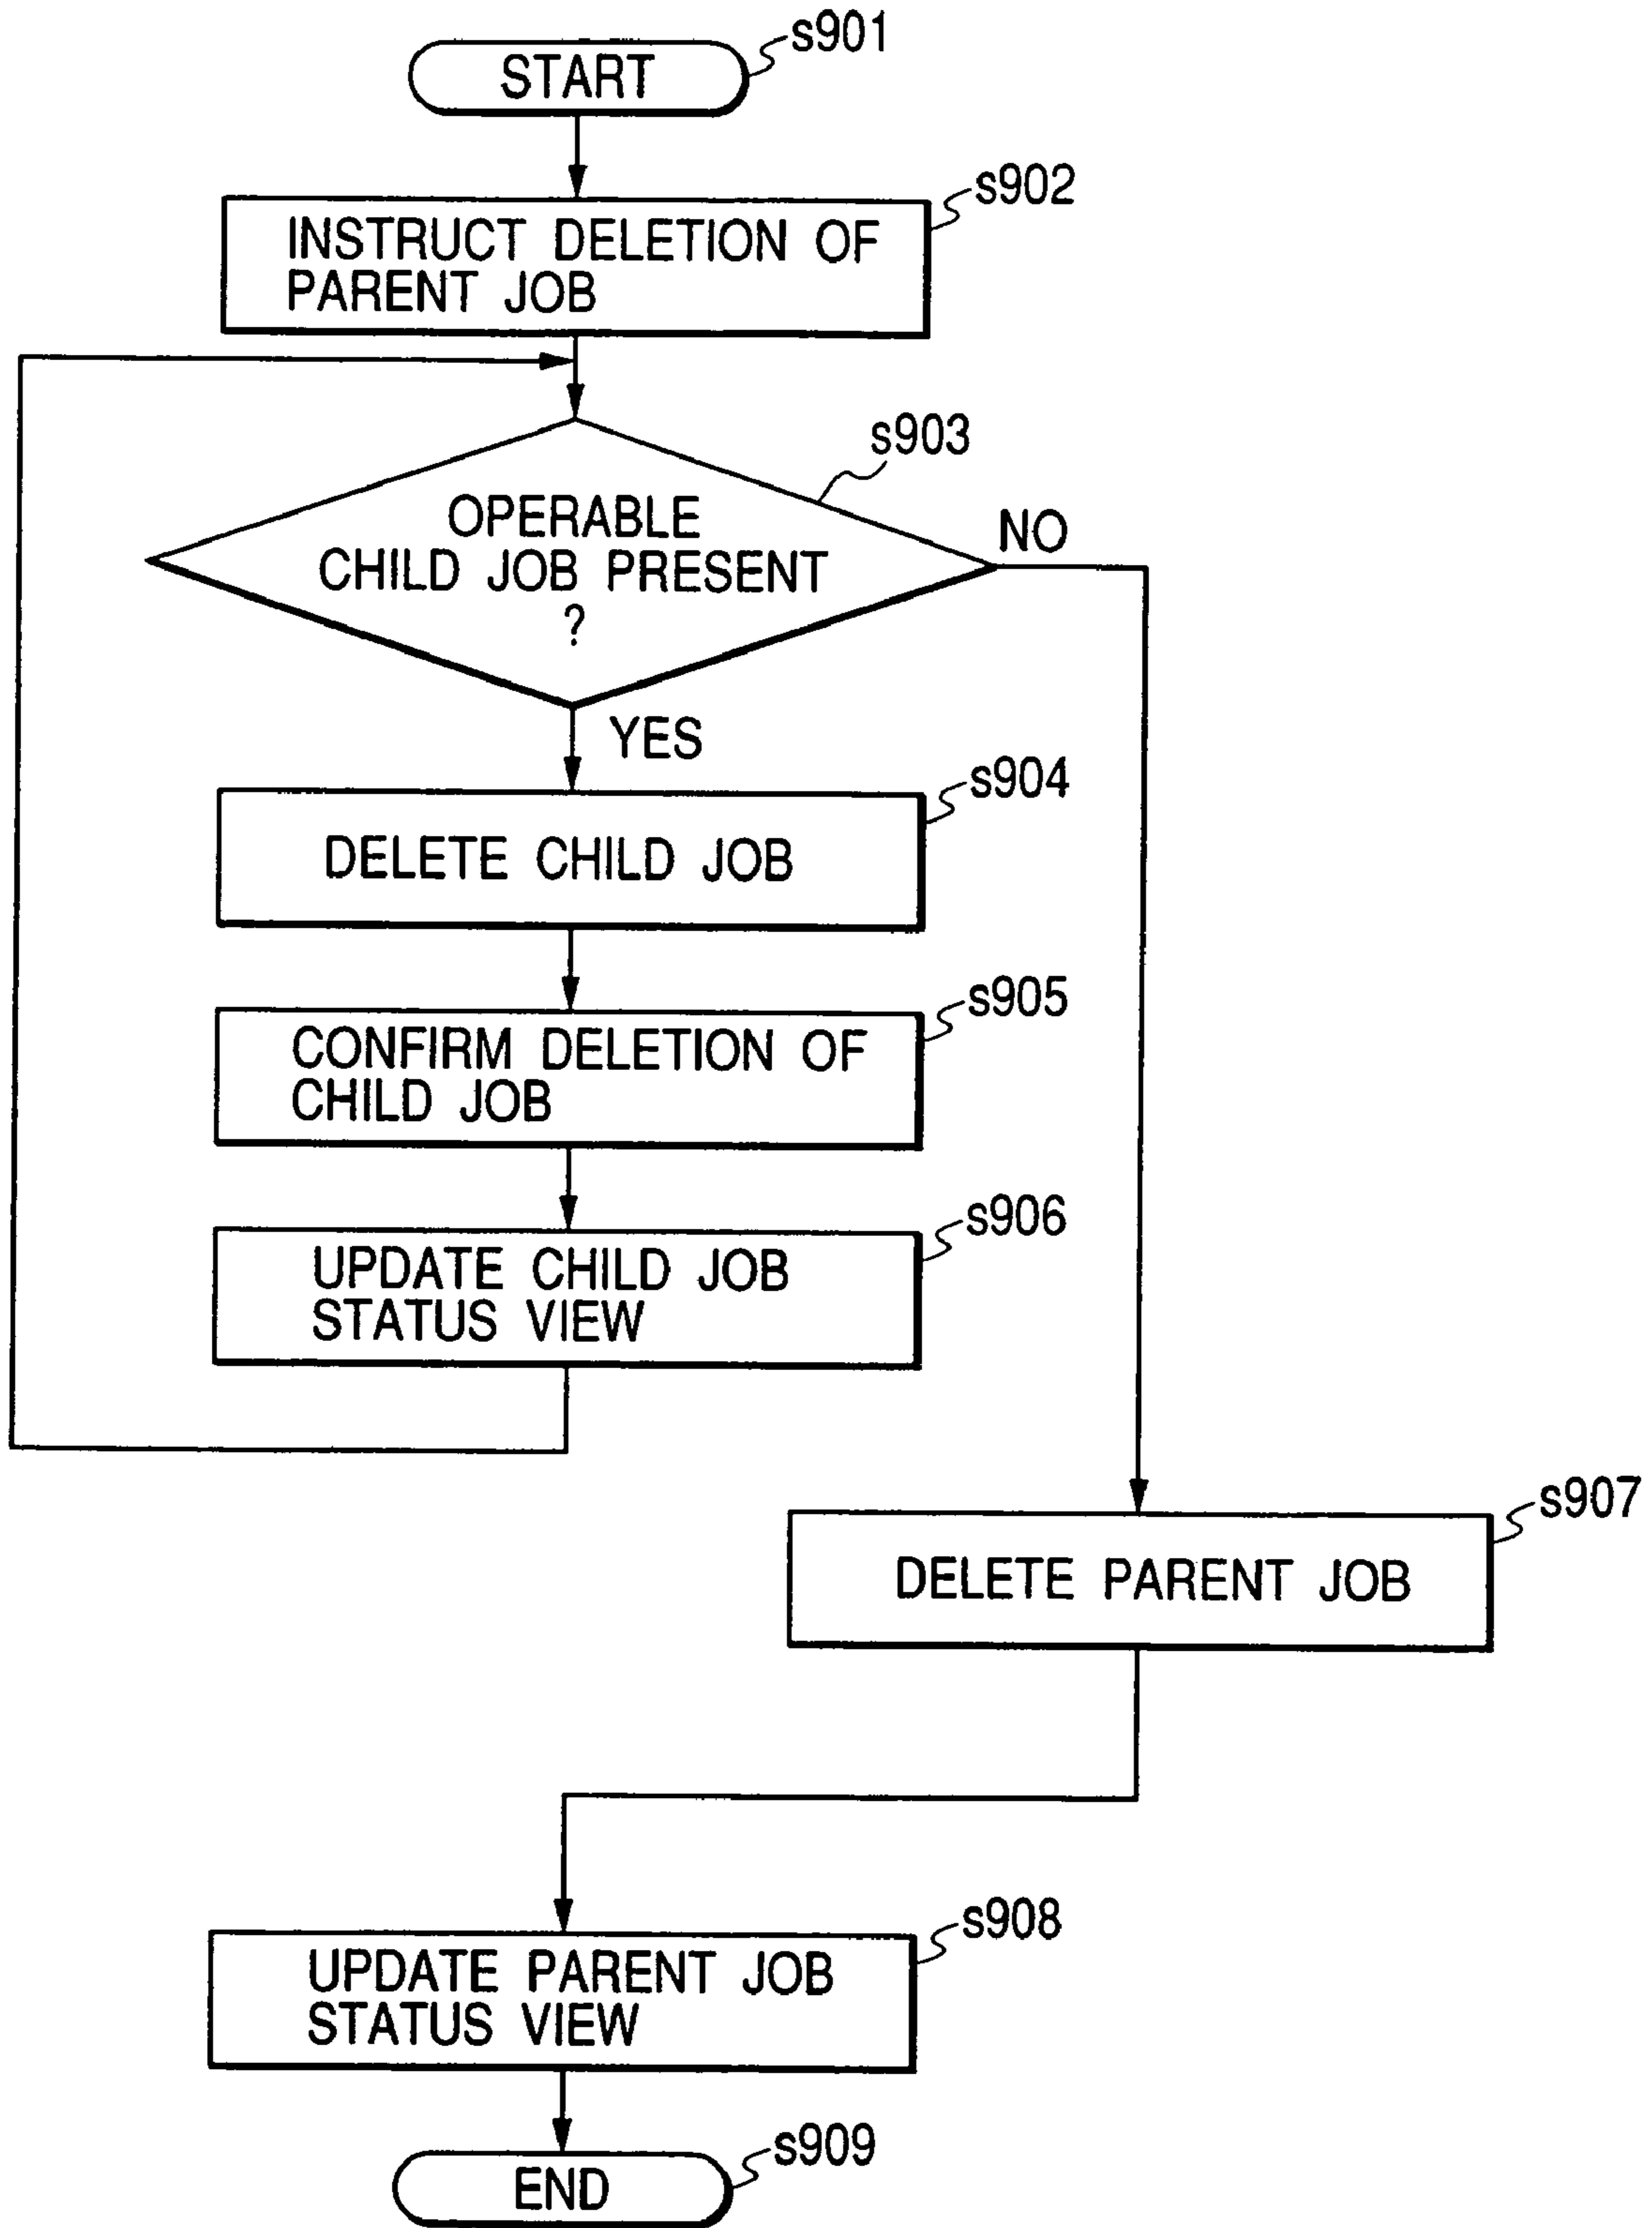 START
s901
INSTRUCT DELETION OF
PARENT JOB
s902
OPERABLE
CHILD JOB PRESENT
?
s903
NO
YES
DELETE CHILD JOB
s904
CONFIRM DELETION OF
CHILD JOB
s905
UPDATE CHILD JOB
STATUS VIEW
s906
DELETE PARENT JOB
s907
UPDATE PARENT JOB
STATUS VIEW
s908
END
s909